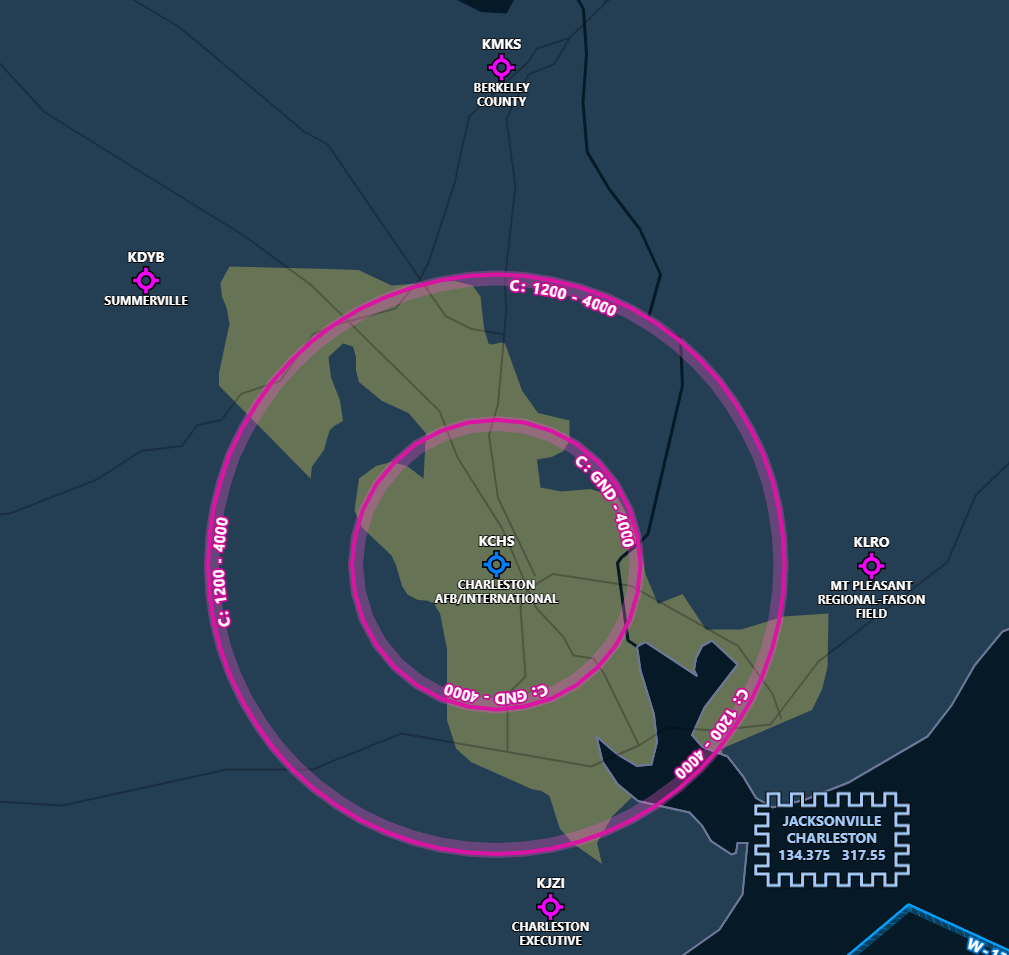 KMKS
BERKELEY
COUNTY
KDYB
SUMMERVILLE
C: 1200 - 4000
C: GND - 4000
C: 1200 - 4000
KCHS
CHARLESTON
AFB/INTERNATIONAL
KLRO
MT PLEASANT
REGIONAL-FAISON
FIELD
C: GND - 4000
C: 1200 - 4000
JACKSONVILLE
CHARLESTON
134.375 317.55
KJZI
CHARLESTON
EXECUTIVE